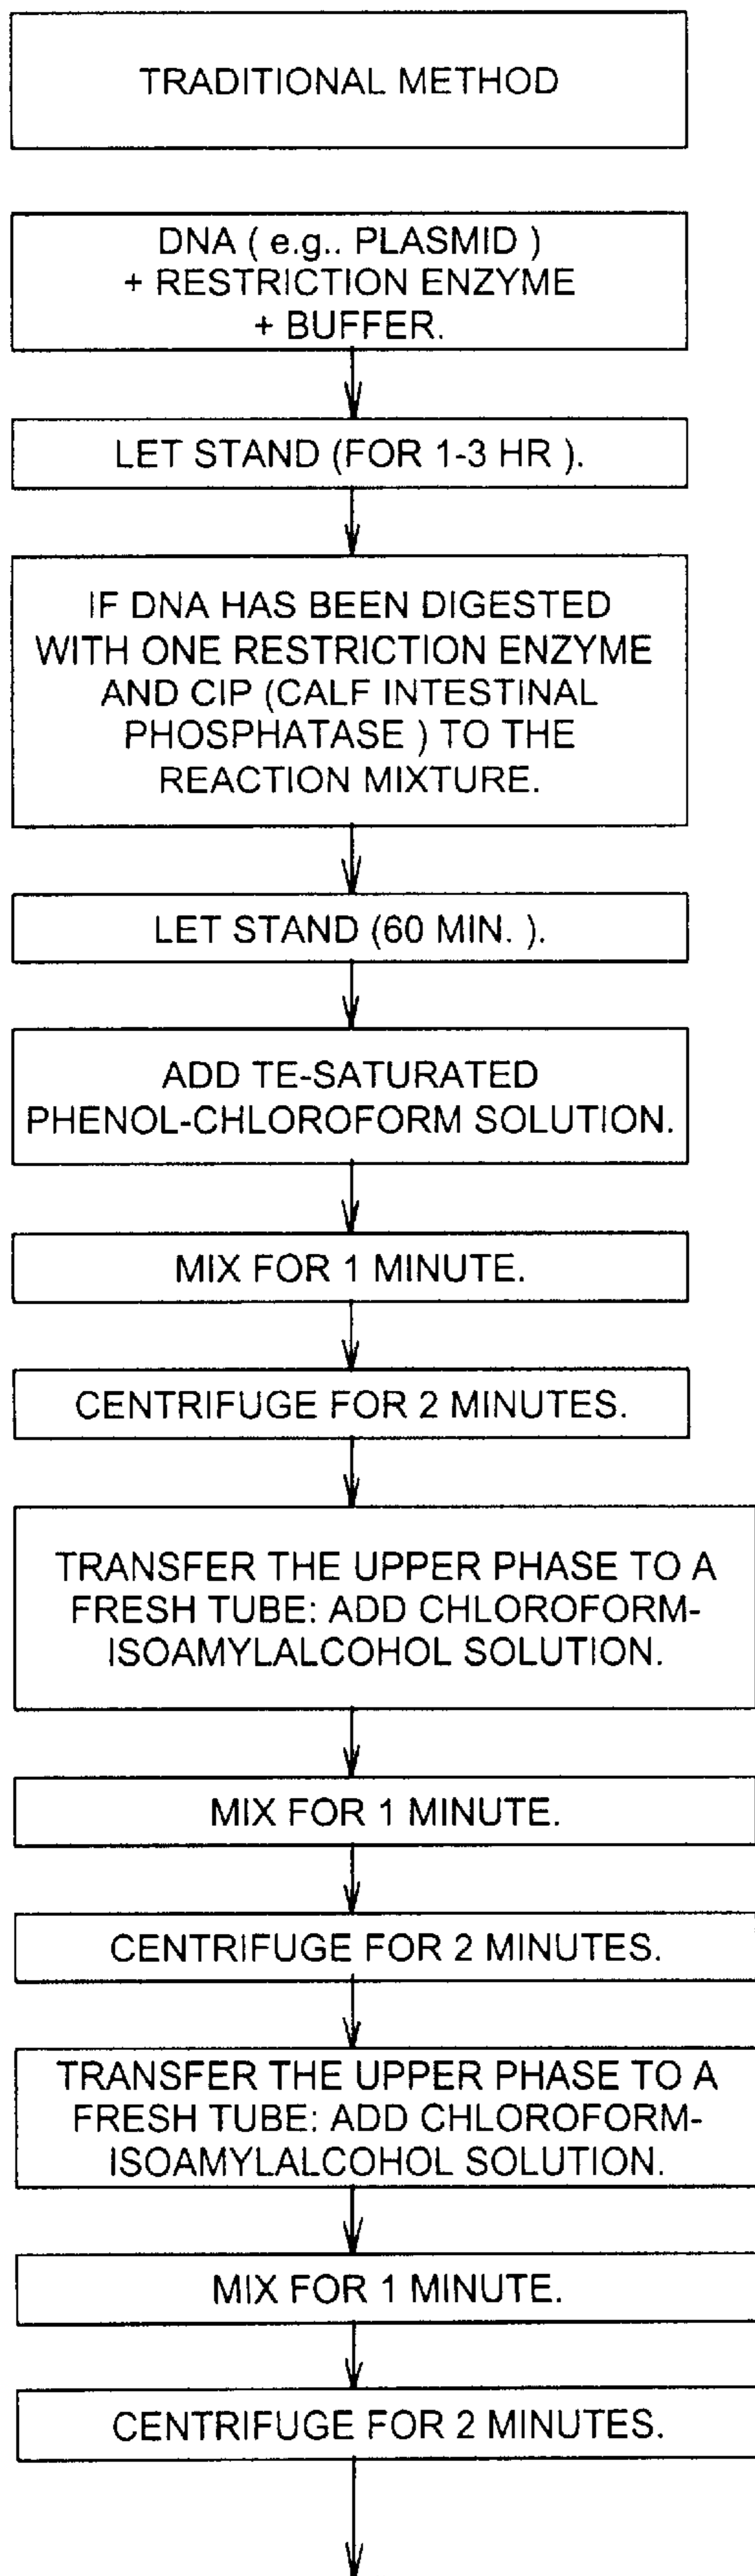 TRADITIONAL METHOD
DNA ( e.g.. PLASMID )
+ RESTRICTION ENZYME
+ BUFFER.
LET STAND (FOR 1-3 HR ).
IF DNA HAS BEEN DIGESTED
WITH ONE RESTRICTION ENZYME
AND CIP (CALF INTESTINAL
PHOSPHATASE ) TO THE
REACTION MIXTURE.
LET STAND (60 MIN. ).
ADD TE-SATURATED
PHENOL-CHLOROFORM SOLUTION.
MIX FOR 1 MINUTE.
CENTRIFUGE FOR 2 MINUTES.
TRANSFER THE UPPER PHASE TO A
FRESH TUBE: ADD CHLOROFORM-
ISOAMYLALCOHOL SOLUTION.
MIX FOR 1 MINUTE.
CENTRIFUGE FOR 2 MINUTES.
TRANSFER THE UPPER PHASE TO A
FRESH TUBE: ADD CHLOROFORM-
ISOAMYLALCOHOL SOLUTION.
MIX FOR 1 MINUTE.
CENTRIFUGE FOR 2 MINUTES.